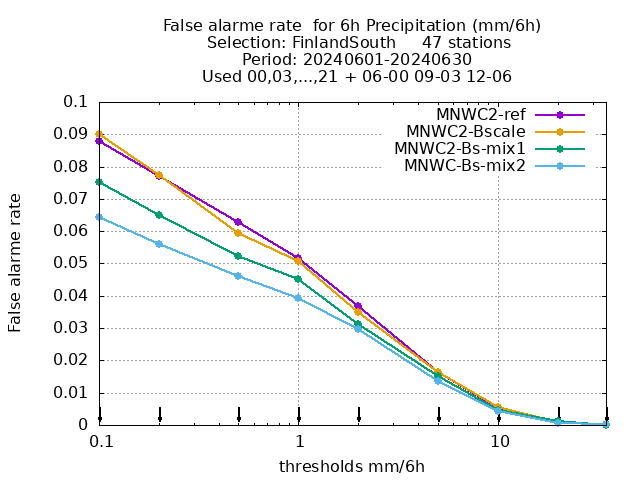 False alarme rate  for 6h Precipitation (mm/6h)
Selection: FinlandSouth     47 stations
Period: 20240601-20240630
Used 00,03,...,21 + 06-00 09-03 12-06
MNWC2-ref
MNWC2-Bscale
MNWC2-Bs-mix1
MNWC-Bs-mix2
0.1
0.09
0.08
0.07
0.06
0.05
0.04
0.03
0.02
0.01
0
False alarme rate
0.1 1 10
thresholds mm/6h